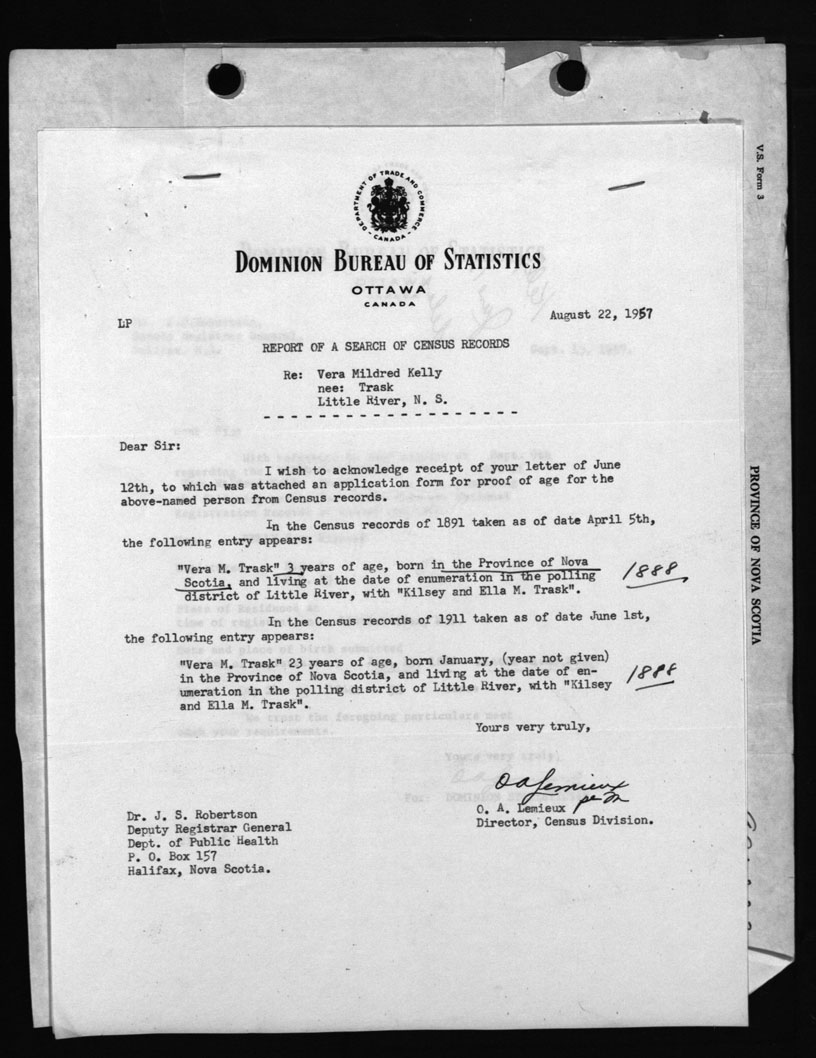 DEPARTMENT OF TRADE AND COMMERCE
CANADA
DOMINION BUREAU OF STATISTICS
OTTAWA
CANADA
LP
August 22, 1957
REPORT OF A SEARCH OF CENSUS RECORDS
Re: Vera Mildred Kelly
nee: Trask
Little River, N. S.
Dear Sir:
I wish to acknowledge receipt of your letter of June
12th, to which was attached an application form for proof of age for the
above-named person from Census records.
In the Census records of 1891 taken as of date April 5th,
the following entry appears:
"Vera M. Trask" 3 years of age, born in the Province of Nova
Scotia, and living at the date of enumeration in the polling
district of Little River, with "Kilsey and Ella M. Trask".
1888
In the Census records of 1911 taken as of date June 1st,
the following entry appears:
"Vera M. Trask" 23 years of age, born January, (year not given)
in the Province of Nova Scotia, and living at the date of en-
umeration in the polling district of Little River, with "Kilsey
and Ella M. Trask".
1888
Yours very truly,
OALemieux
O. A. Lemieux
Director, Census Division.
Dr. J. S. Robertson
Deputy Registrar General
Dept. of Public Health
P. O. Box 157
Halifax, Nova Scotia.
V.S. Form 3
PROVINCE OF NOVA SCOTIA